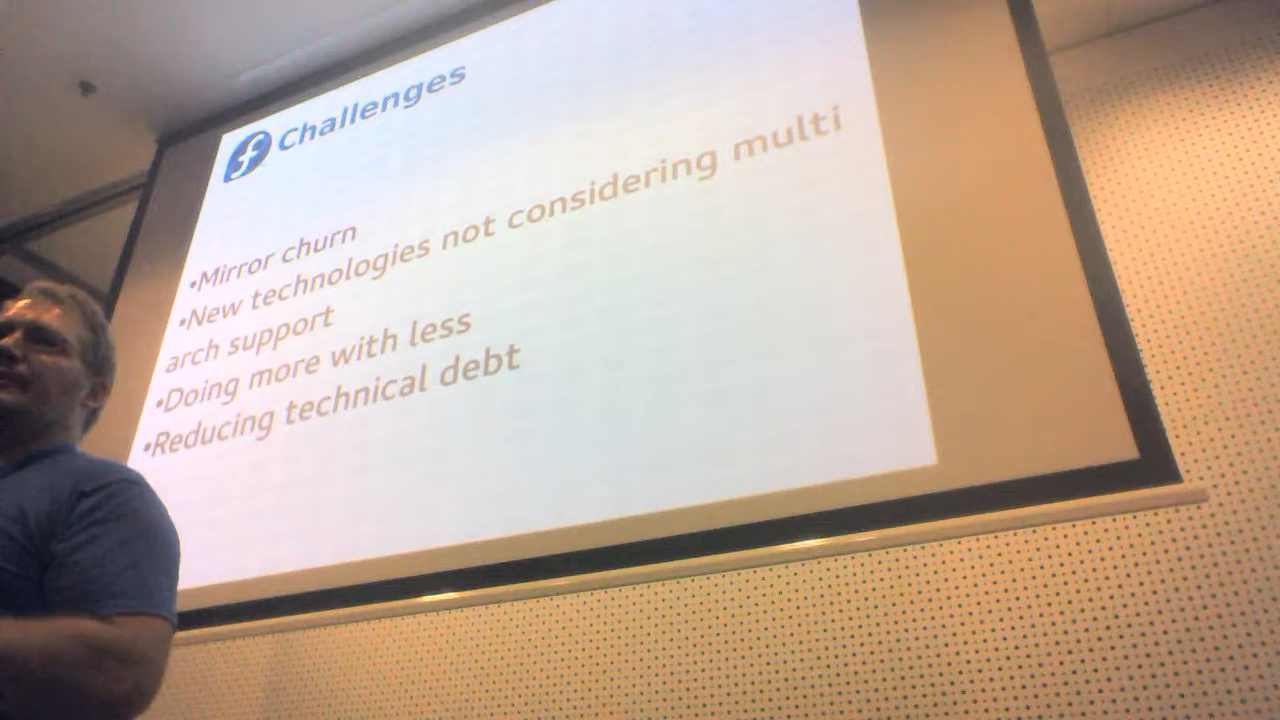 Challenges
•Mirror churn
•New technologies not considering multi
arch support
•Doing more with less
•Reducing technical debt